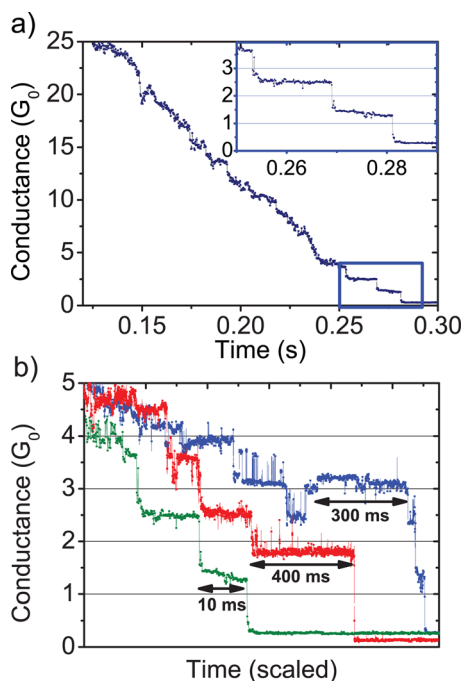 a)
Conductance (G₀)
25
20
15
10
5
0
3
2
1
0
0.26
0.28
0.15
0.20
0.25
0.30
Time (s)
b)
Conductance (G₀)
5
4
3
2
1
0
300 ms
400 ms
10 ms
Time (scaled)